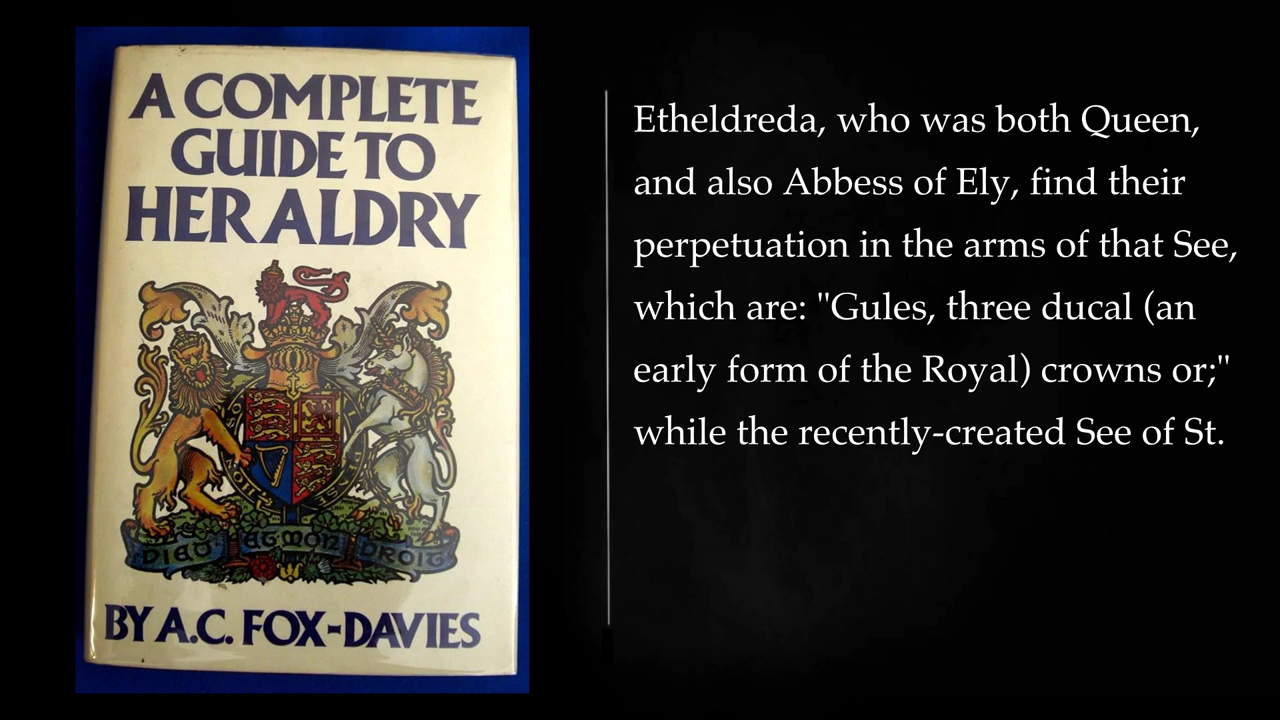 A COMPLETE
GUIDE TO
HERALDRY
DIEU ET MON DROIT
BY A.C. FOX-DAVIES
Etheldreda, who was both Queen,
and also Abbess of Ely, find their
perpetuation in the arms of that See,
which are: "Gules, three ducal (an
early form of the Royal) crowns or;"
while the recently-created See of St.